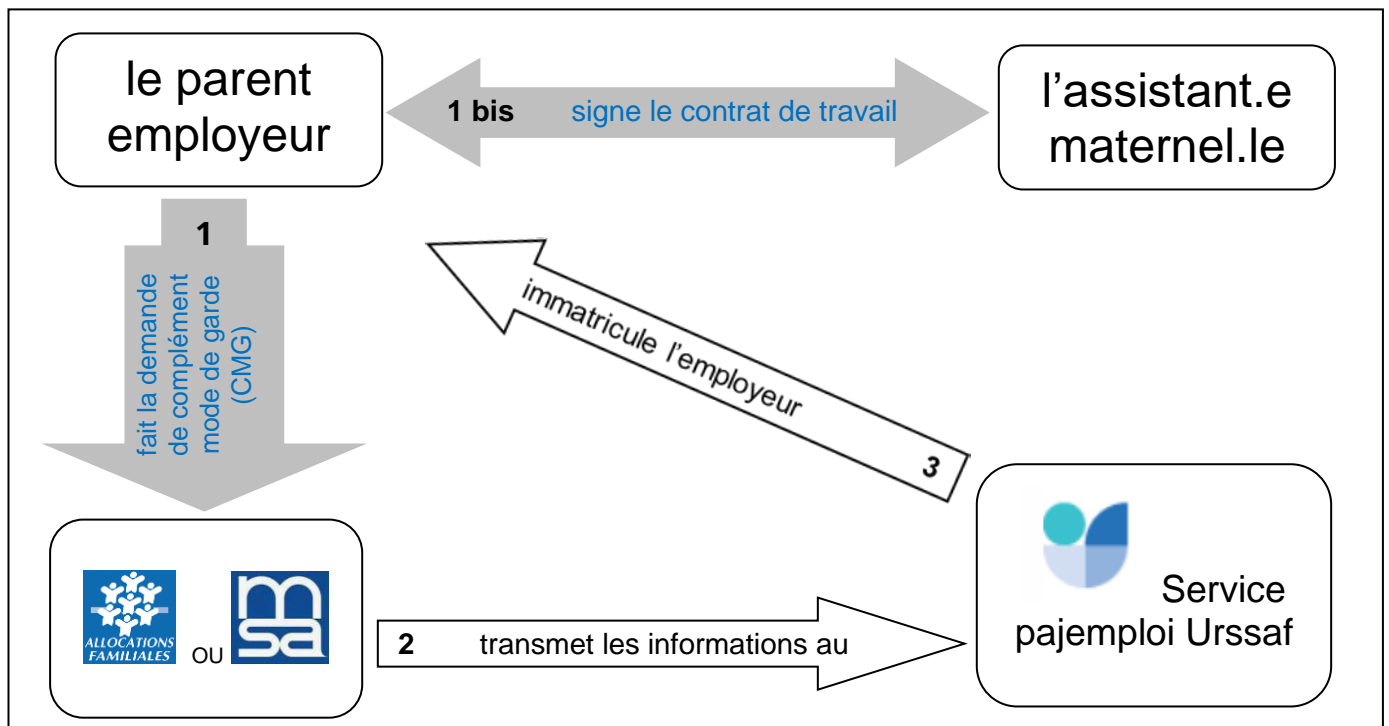 le parent
employeur
1 bis signe le contrat de travail
l'assistant.e
maternel.le
1
fait la demande
de complément
mode de garde
(CMG)
immatricule l'employeur
3
ALLOCATIONS
FAMILIALES
OU
msa
2 transmet les informations au
Service
pajemploi Urssaf